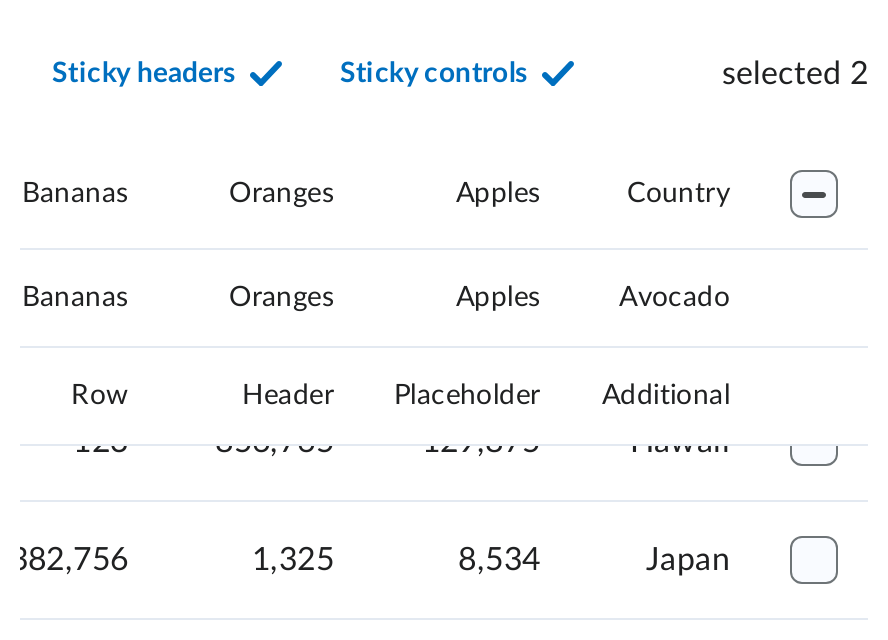 Sticky headers Sticky controls selected 2
Bananas Oranges Apples Country
Bananas Oranges Apples Avocado
Row Header Placeholder Additional
1,325 8,534 Japan